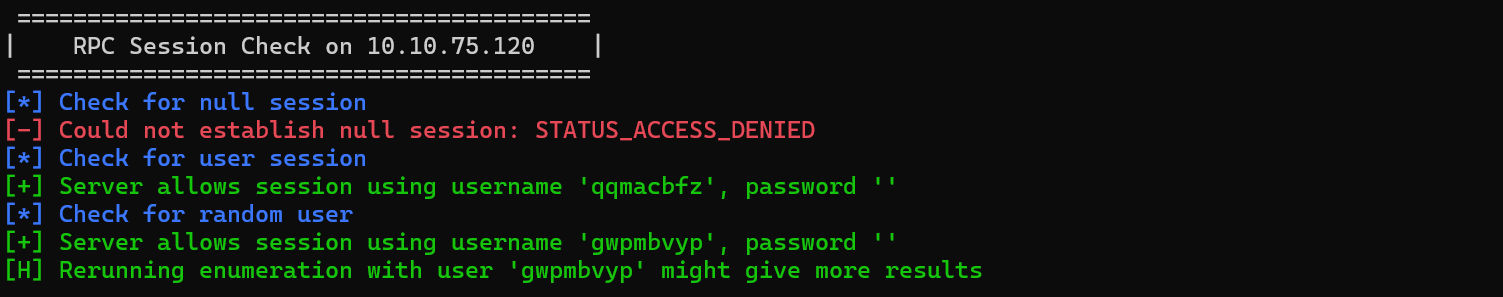 =========================================
|    RPC Session Check on 10.10.75.120    |
 =========================================
[*] Check for null session
[-] Could not establish null session: STATUS_ACCESS_DENIED
[*] Check for user session
[+] Server allows session using username 'qqmacbfz', password ''
[*] Check for random user
[+] Server allows session using username 'gwpmbvyp', password ''
[H] Rerunning enumeration with user 'gwpmbvyp' might give more results